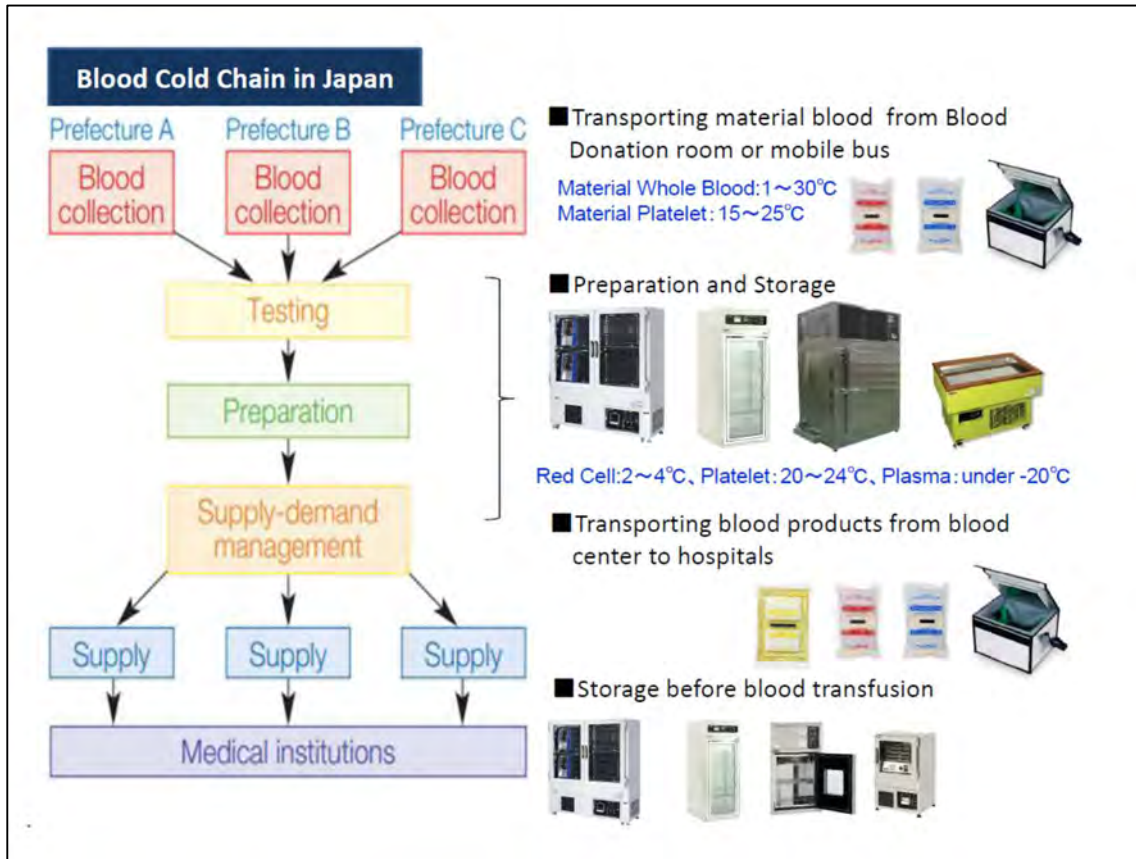 Blood Cold Chain in Japan
Prefecture A
Prefecture B
Prefecture C
Blood
collection
Blood
collection
Blood
collection
Testing
Preparation
Supply-demand
management
Supply
Supply
Supply
Medical institutions
■Transporting material blood from Blood
Donation room or mobile bus
Material Whole Blood:1～30℃
Material Platelet：15～25℃
■Preparation and Storage
Red Cell:2～4℃、Platelet：20～24℃、Plasma：under -20℃
■Transporting blood products from blood
center to hospitals
■Storage before blood transfusion